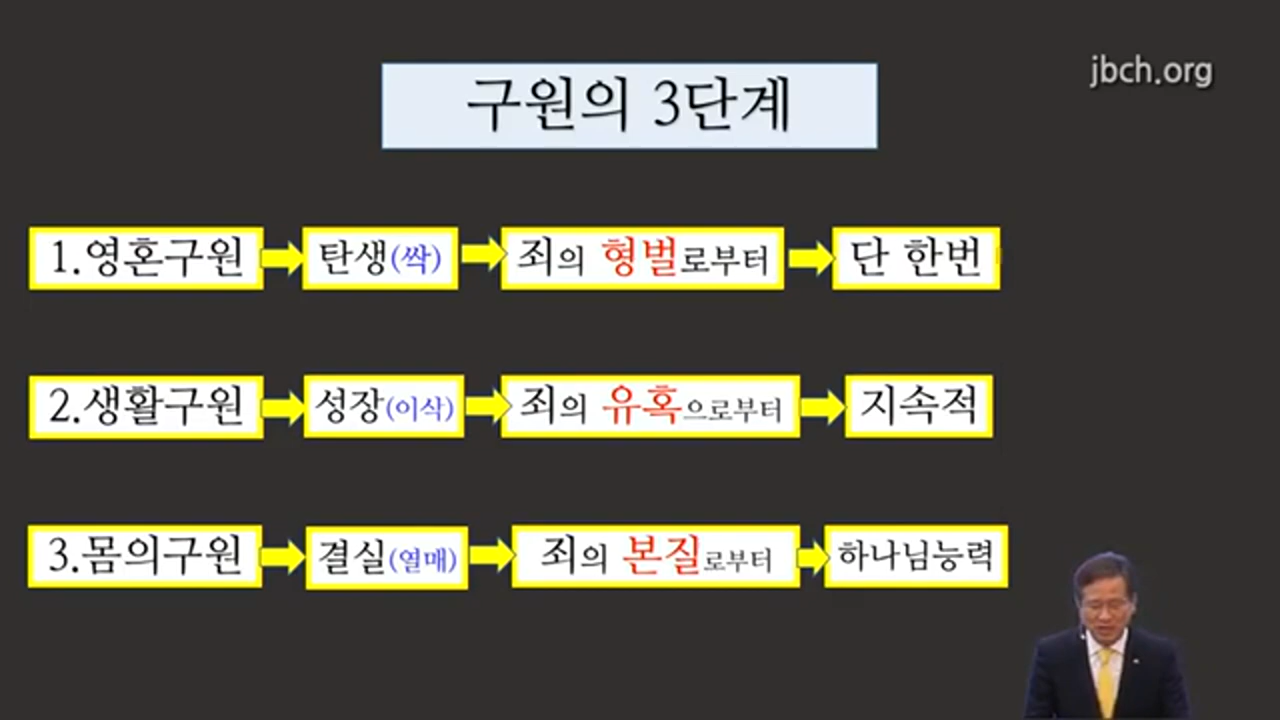 jbch.org
구원의 3단계
1.영혼구원 탄생(싹) 죄의 형벌로부터 단 한번
2.생활구원 성장(이삭) 죄의 유혹으로부터 지속적
3.몸의구원 결실(열매) 죄의 본질로부터 하나님능력